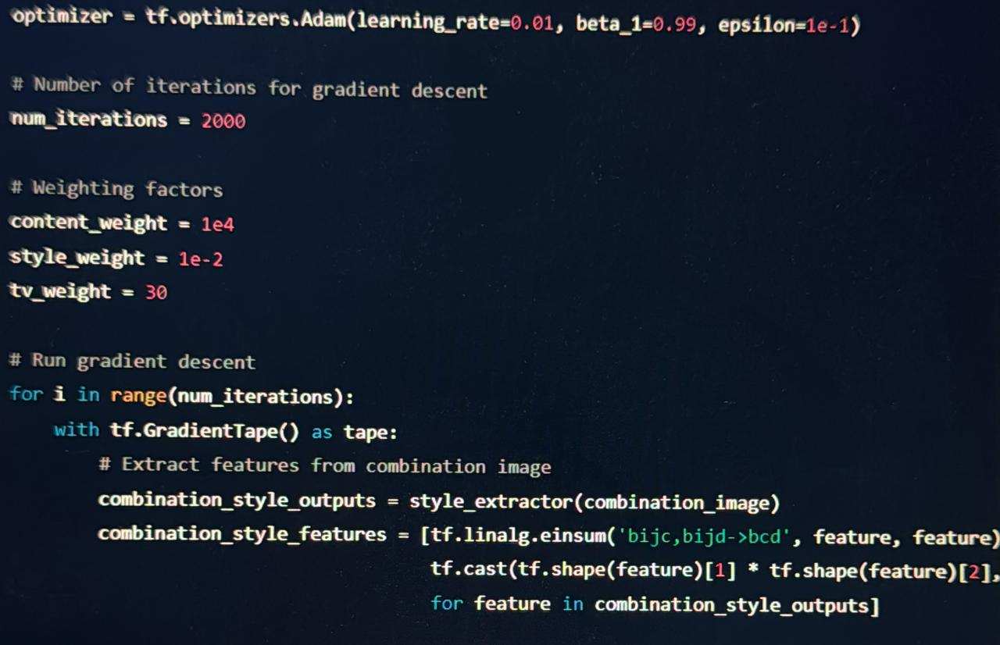 optimizer = tf.optimizers.Adam(learning_rate=0.01, beta_1=0.99, epsilon=1e-1)
# Number of iterations for gradient descent
num_iterations = 2000
# Weighting factors
content_weight = 1e4
style_weight = 1e-2
tv_weight = 30
# Run gradient descent
for i in range(num_iterations):
    with tf.GradientTape() as tape:
        # Extract features from combination image
        combination_style_outputs = style_extractor(combination_image)
        combination_style_features = [tf.linalg.einsum('bijc,bijd->bcd', feature, feature)
                                      tf.cast(tf.shape(feature)[1] * tf.shape(feature)[2],
                                      for feature in combination_style_outputs]